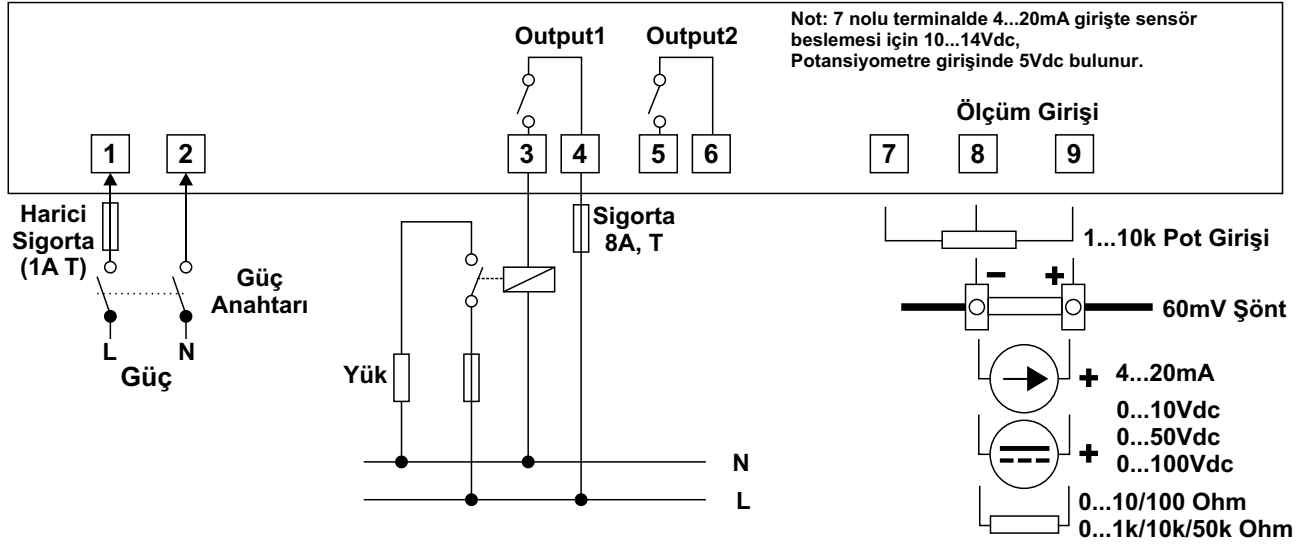 Not: 7 nolu terminalde 4...20mA girişte sensör
beslemesi için 10...14Vdc,
Potansiyometre girişinde 5Vdc bulunur.
Output1
Output2
Ölçüm Girişi
1
2
3
4
5
6
7
8
9
Harici
Sigorta
(1A T)
Güç
Anahtarı
L
N
Güç
Sigorta
8A, T
Yük
N
L
1...10k Pot Girişi
− +
60mV Şönt
+ 4...20mA
0...10Vdc
+ 0...50Vdc
0...100Vdc
0...10/100 Ohm
0...1k/10k/50k Ohm